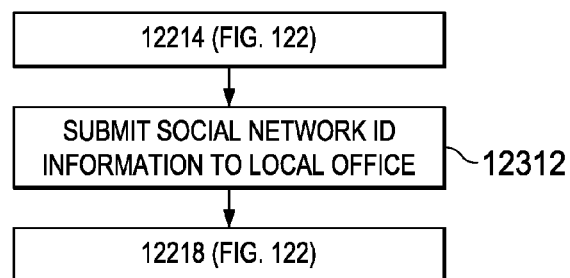 12214 (FIG. 122)
SUBMIT SOCIAL NETWORK ID
INFORMATION TO LOCAL OFFICE
12312
12218 (FIG. 122)